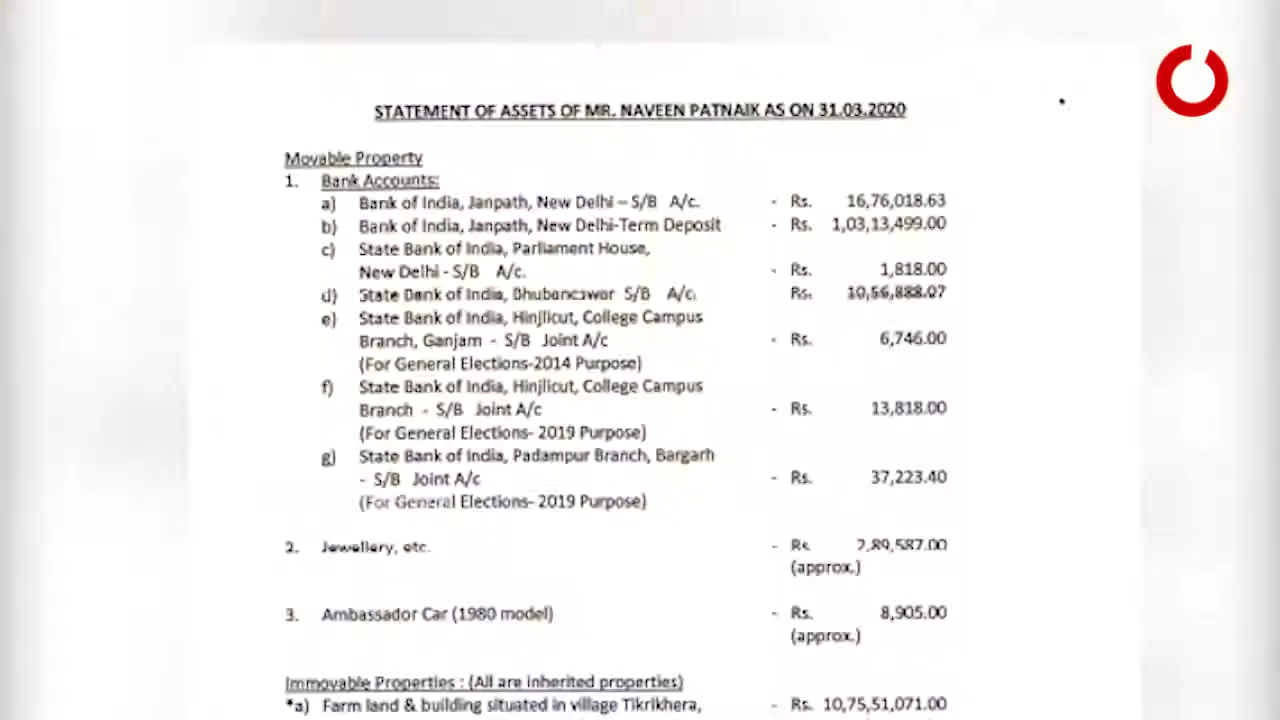 STATEMENT OF ASSETS OF MR. NAVEEN PATNAIK AS ON 31.03.2020
Movable Property
1. Bank Accounts:
a) Bank of India, Janpath, New Delhi – S/B A/c. - Rs. 16,76,018.63
b) Bank of India, Janpath, New Delhi-Term Deposit - Rs. 1,03,13,499.00
c) State Bank of India, Parliament House,
New Delhi - S/B A/c. - Rs. 1,818.00
d) State Bank of India, Bhubaneswar S/B A/c. Rs. 10,56,888.07
e) State Bank of India, Hinjlicut, College Campus
Branch, Ganjam - S/B Joint A/c - Rs. 6,746.00
(For General Elections-2014 Purpose)
f) State Bank of India, Hinjlicut, College Campus
Branch - S/B Joint A/c - Rs. 13,818.00
(For General Elections- 2019 Purpose)
g) State Bank of India, Padampur Branch, Bargarh
- S/B Joint A/c - Rs. 37,223.40
(For General Elections- 2019 Purpose)
2. Jewellery, etc. - Rs. 2,89,587.00
(approx.)
3. Ambassador Car (1980 model) - Rs. 8,905.00
(approx.)
Immovable Properties : (All are inherited properties)
*a) Farm land & building situated in village Tikrikhera, - Rs. 10,75,51,071.00